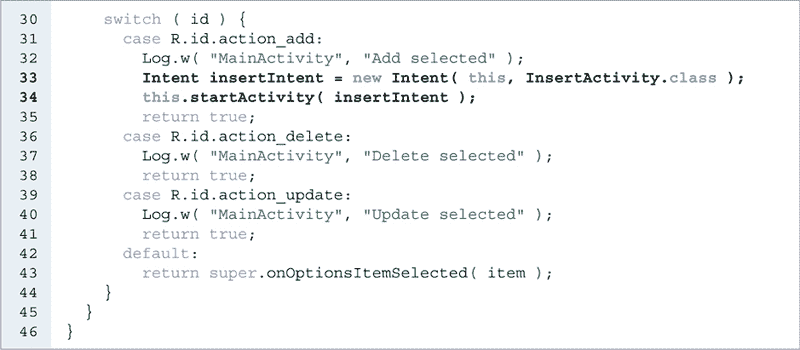 30 switch ( id ) {
31 case R.id.action_add:
32 Log.w( "MainActivity", "Add selected" );
33 Intent insertIntent = new Intent( this, InsertActivity.class );
34 this.startActivity( insertIntent );
35 return true;
36 case R.id.action_delete:
37 Log.w( "MainActivity", "Delete selected" );
38 return true;
39 case R.id.action_update:
40 Log.w( "MainActivity", "Update selected" );
41 return true;
42 default:
43 return super.onOptionsItemSelected( item );
44 }
45 }
46 }